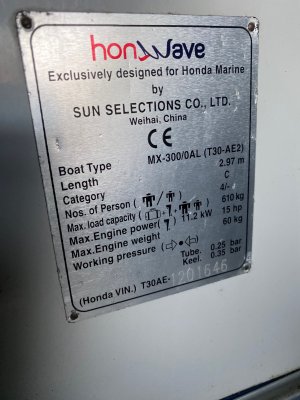 honwave
Exclusively designed for Honda Marine
by
SUN SELECTIONS CO., LTD.
Weihai, China
CE
Boat Type MX-300/0AL (T30-AE2)
Length 2.97 m
Category C
Nos. of Person ( / ) 4/-
Max. load capacity ( + + ) 610 kg
Max. Engine power( ) 11.2 kW 15 hp
Max. Engine weight 60 kg
Working pressure Tube. 0.25 bar
Keel. 0.35 bar
(Honda VIN.) T30AE-1201646